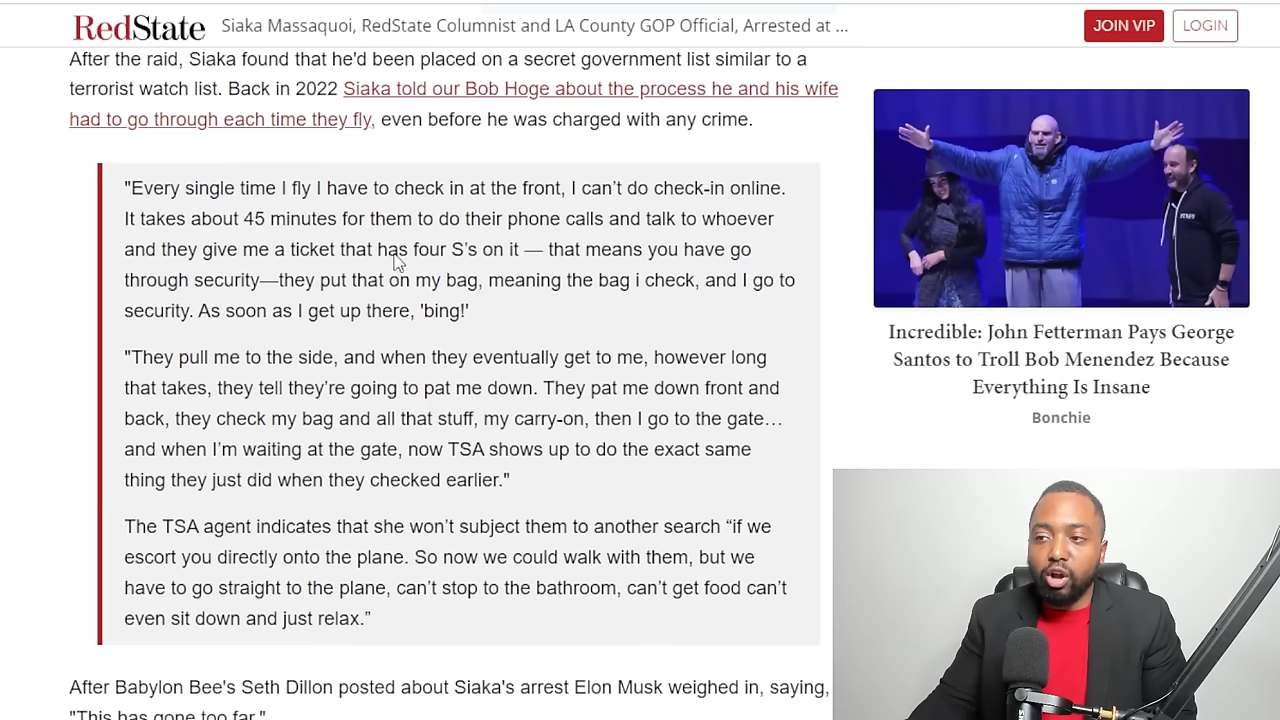 RedState
Siaka Massaquoi, RedState Columnist and LA County GOP Official, Arrested at ...
JOIN VIP
LOGIN
After the raid, Siaka found that he'd been placed on a secret government list similar to a
terrorist watch list. Back in 2022 Siaka told our Bob Hoge about the process he and his wife
had to go through each time they fly, even before he was charged with any crime.
"Every single time I fly I have to check in at the front, I can’t do check-in online.
It takes about 45 minutes for them to do their phone calls and talk to whoever
and they give me a ticket that has four S’s on it — that means you have go
through security—they put that on my bag, meaning the bag i check, and I go to
security. As soon as I get up there, 'bing!'
"They pull me to the side, and when they eventually get to me, however long
that takes, they tell they’re going to pat me down. They pat me down front and
back, they check my bag and all that stuff, my carry-on, then I go to the gate…
and when I’m waiting at the gate, now TSA shows up to do the exact same
thing they just did when they checked earlier."
The TSA agent indicates that she won’t subject them to another search “if we
escort you directly onto the plane. So now we could walk with them, but we
have to go straight to the plane, can’t stop to the bathroom, can’t get food can’t
even sit down and just relax.”
After Babylon Bee's Seth Dillon posted about Siaka's arrest Elon Musk weighed in, saying,
"This has gone too far."
Incredible: John Fetterman Pays George
Santos to Troll Bob Menendez Because
Everything Is Insane
Bonchie